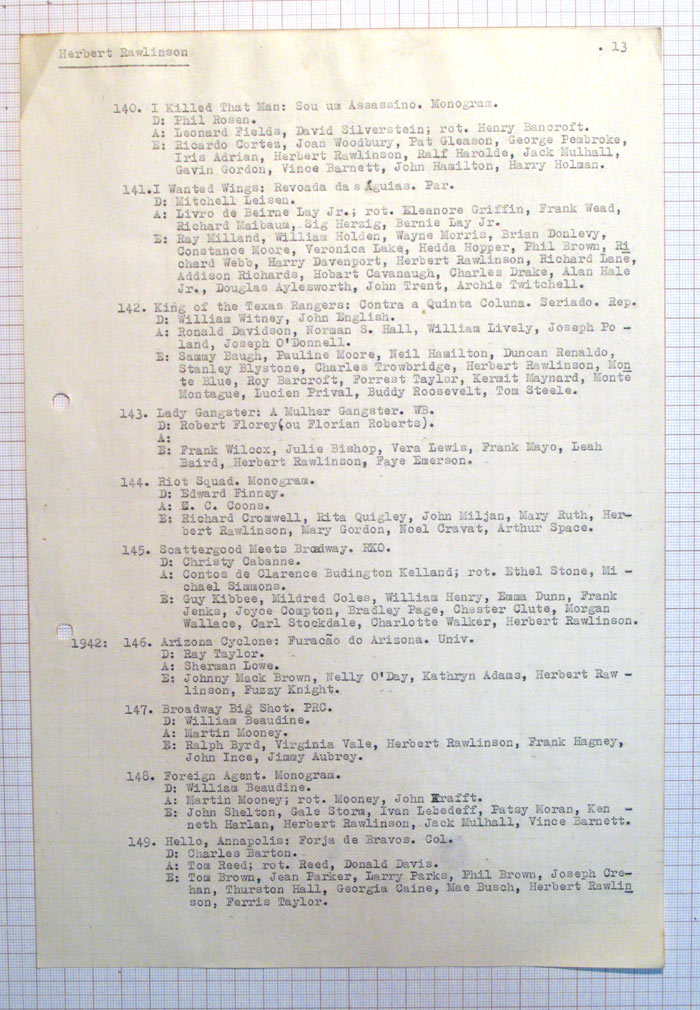 Herbert Rawlinson
. 13
140. I Killed That Man: Sou um Assassino. Monogram.
D: Phil Rosen.
A: Leonard Fields, David Silverstein; rot. Henry Bancroft.
E: Ricardo Cortez, Joan Woodbury, Pat Gleason, George Pembroke,
Iris Adrian, Herbert Rawlinson, Ralf Harolde, Jack Mulhall,
Gavin Gordon, Vince Barnett, John Hamilton, Harry Holman.
141.I Wanted Wings: Revoada das Águias. Par.
D: Mitchell Leisen.
A: Livro de Beirne Lay Jr.; rot. Eleanore Griffin, Frank Wead,
Richard Maibaum, Sig Herzig, Bernie Lay Jr.
E: Ray Milland, William Holden, Wayne Morris, Brian Donlevy,
Constance Moore, Veronica Lake, Hedda Hopper, Phil Brown, Ri
chard Webb, Harry Davenport, Herbert Rawlinson, Richard Lane,
Addison Richards, Hobart Cavanaugh, Charles Drake, Alan Hale
Jr., Douglas Aylesworth, John Trent, Archie Twitchell.
142. King of the Texas Rangers: Contra a Quinta Coluna. Seriado. Rep.
D: William Witney, John English.
A: Ronald Davidson, Norman S. Hall, William Lively, Joseph Po -
land, Joseph O'Donnell.
E: Sammy Baugh, Pauline Moore, Neil Hamilton, Duncan Renaldo,
Stanley Blystone, Charles Trowbridge, Herbert Rawlinson, Mon
te Blue, Roy Barcroft, Forrest Taylor, Kermit Maynard, Monte
Montague, Lucien Prival, Buddy Roosevelt, Tom Steele.
143. Lady Gangster: A Mulher Gangster. WB.
D: Robert Florey(ou Florian Roberts).
A:
E: Frank Wilcox, Julie Bishop, Vera Lewis, Frank Mayo, Leah
Baird, Herbert Rawlinson, Faye Emerson.
144. Riot Squad. Monogram.
D: Edward Finney.
A: E. C. Coons.
E: Richard Cromwell, Rita Quigley, John Miljan, Mary Ruth, Her-
bert Rawlinson, Mary Gordon, Noel Cravat, Arthur Space.
145. Scattergood Meets Broadway. RKO.
D: Christy Cabanne.
A: Contos de Clarence Budington Kelland; rot. Ethel Stone, Mi -
chael Simmons.
E: Guy Kibbee, Mildred Coles, William Henry, Emma Dunn, Frank
Jenks, Joyce Compton, Bradley Page, Chester Clute, Morgan
Wallace, Carl Stockdale, Charlotte Walker, Herbert Rawlinson.
1942: 146. Arizona Cyclone: Furacão do Arizona. Univ.
D: Ray Taylor.
A: Sherman Lowe.
E: Johnny Mack Brown, Nelly O'Day, Kathryn Adams, Herbert Raw -
linson, Fuzzy Knight.
147. Broadway Big Shot. PRC.
D: William Beaudine.
A: Martin Mooney.
E: Ralph Byrd, Virginia Vale, Herbert Rawlinson, Frank Hagney,
John Ince, Jimmy Aubrey.
148. Foreign Agent. Monogram.
D: William Beaudine.
A: Martin Mooney; rot. Mooney, John Krafft.
E: John Shelton, Gale Storm, Ivan Lebedeff, Patsy Moran, Ken -
neth Harlan, Herbert Rawlinson, Jack Mulhall, Vince Barnett.
149. Hello, Annapolis: Forja de Bravos. Col.
D: Charles Barton.
A: Tom Reed; rot. Reed, Donald Davis.
E: Tom Brown, Jean Parker, Larry Parks, Phil Brown, Joseph Cre-
han, Thurston Hall, Georgia Caine, Mae Busch, Herbert Rawlin
son, Ferris Taylor.